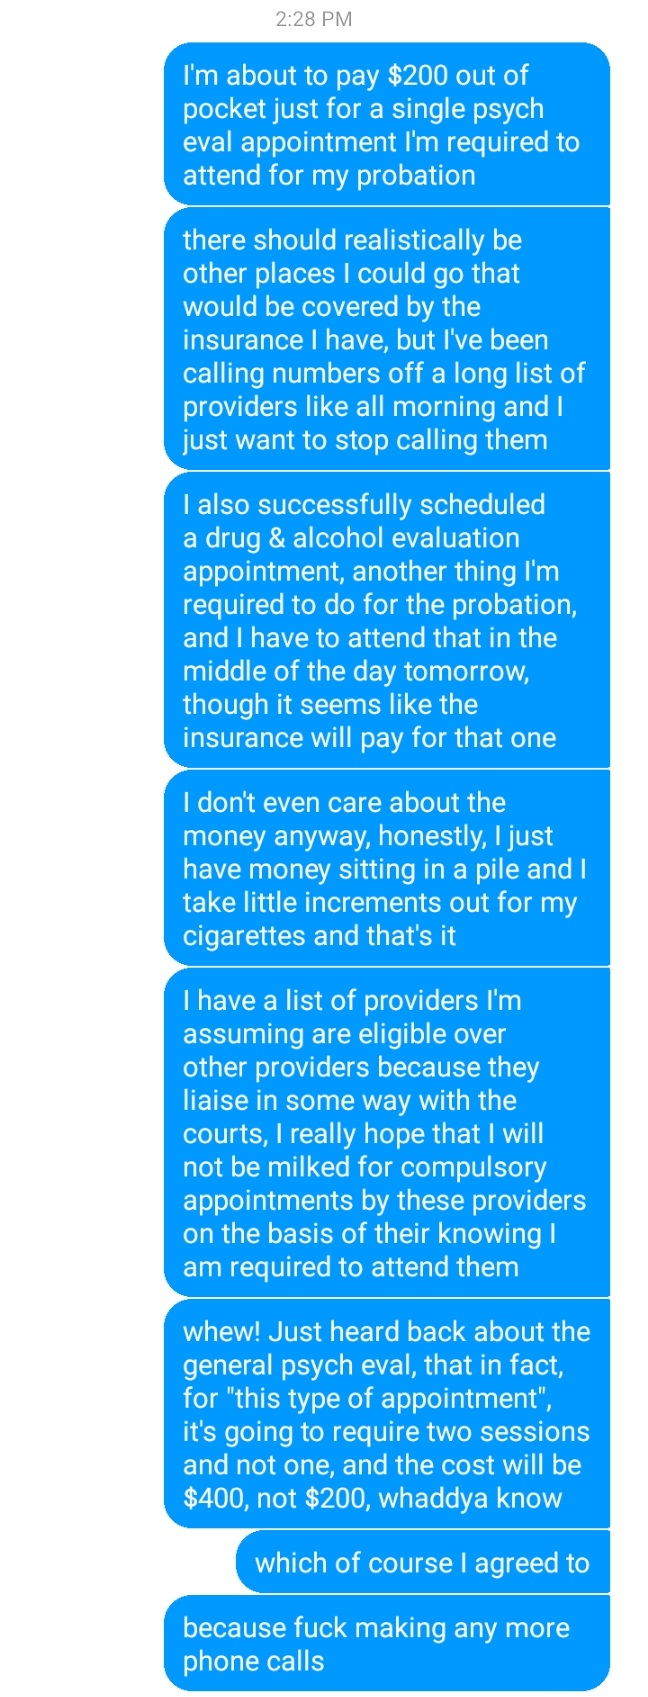 2:28 PM
I'm about to pay $200 out of
pocket just for a single psych
eval appointment I'm required to
attend for my probation
there should realistically be
other places I could go that
would be covered by the
insurance I have, but I've been
calling numbers off a long list of
providers like all morning and I
just want to stop calling them
I also successfully scheduled
a drug & alcohol evaluation
appointment, another thing I'm
required to do for the probation,
and I have to attend that in the
middle of the day tomorrow,
though it seems like the
insurance will pay for that one
I don't even care about the
money anyway, honestly, I just
have money sitting in a pile and I
take little increments out for my
cigarettes and that's it
I have a list of providers I'm
assuming are eligible over
other providers because they
liaise in some way with the
courts, I really hope that I will
not be milked for compulsory
appointments by these providers
on the basis of their knowing I
am required to attend them
whew! Just heard back about the
general psych eval, that in fact,
for "this type of appointment",
it's going to require two sessions
and not one, and the cost will be
$400, not $200, whaddya know
which of course I agreed to
because fuck making any more
phone calls